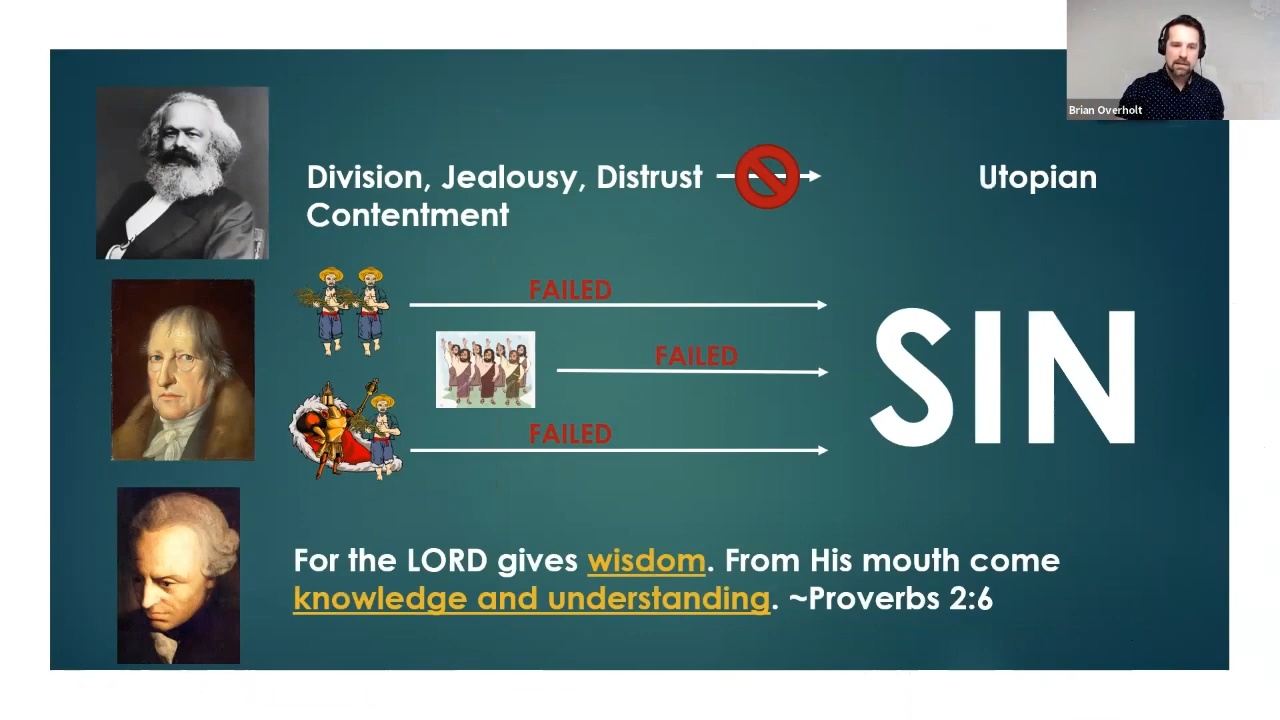 Brian Overholt
Division, Jealousy, Distrust Utopian
Contentment
FAILED
FAILED
FAILED
SIN
For the LORD gives wisdom. From His mouth come
knowledge and understanding. ~Proverbs 2:6